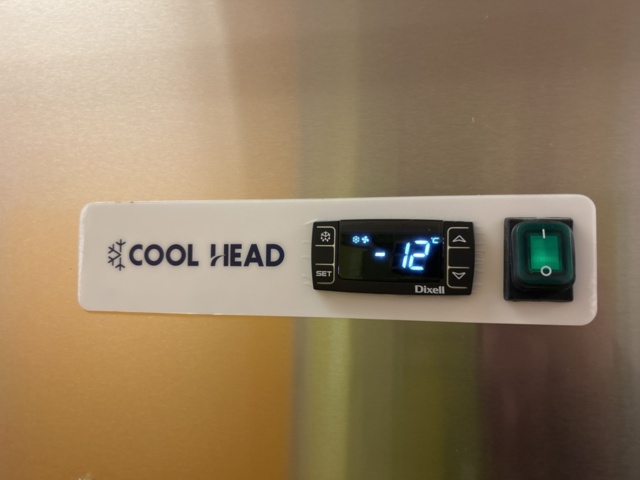 COOL HEAD
SET
-12 °C
Dixell
I
O